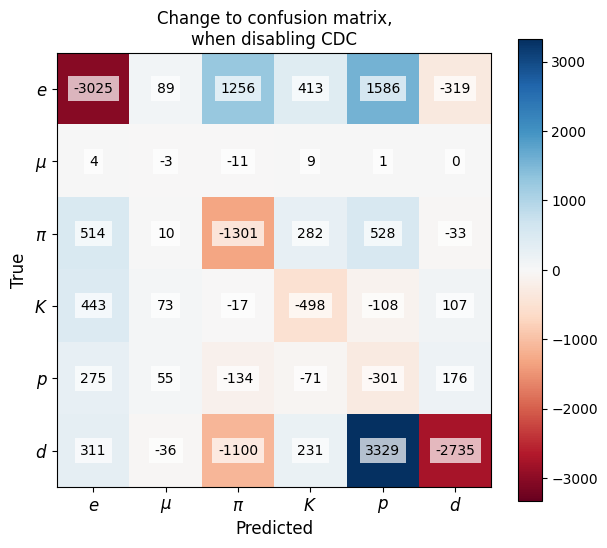 Change to confusion matrix,
when disabling CDC
e -3025 89 1256 413 1586 -319
μ 4 -3 -11 9 1 0
π 514 10 -1301 282 528 -33
K 443 73 -17 -498 -108 107
p 275 55 -134 -71 -301 176
d 311 -36 -1100 231 3329 -2735
e μ π K p d
Predicted
True
3000
2000
1000
0
−1000
−2000
−3000